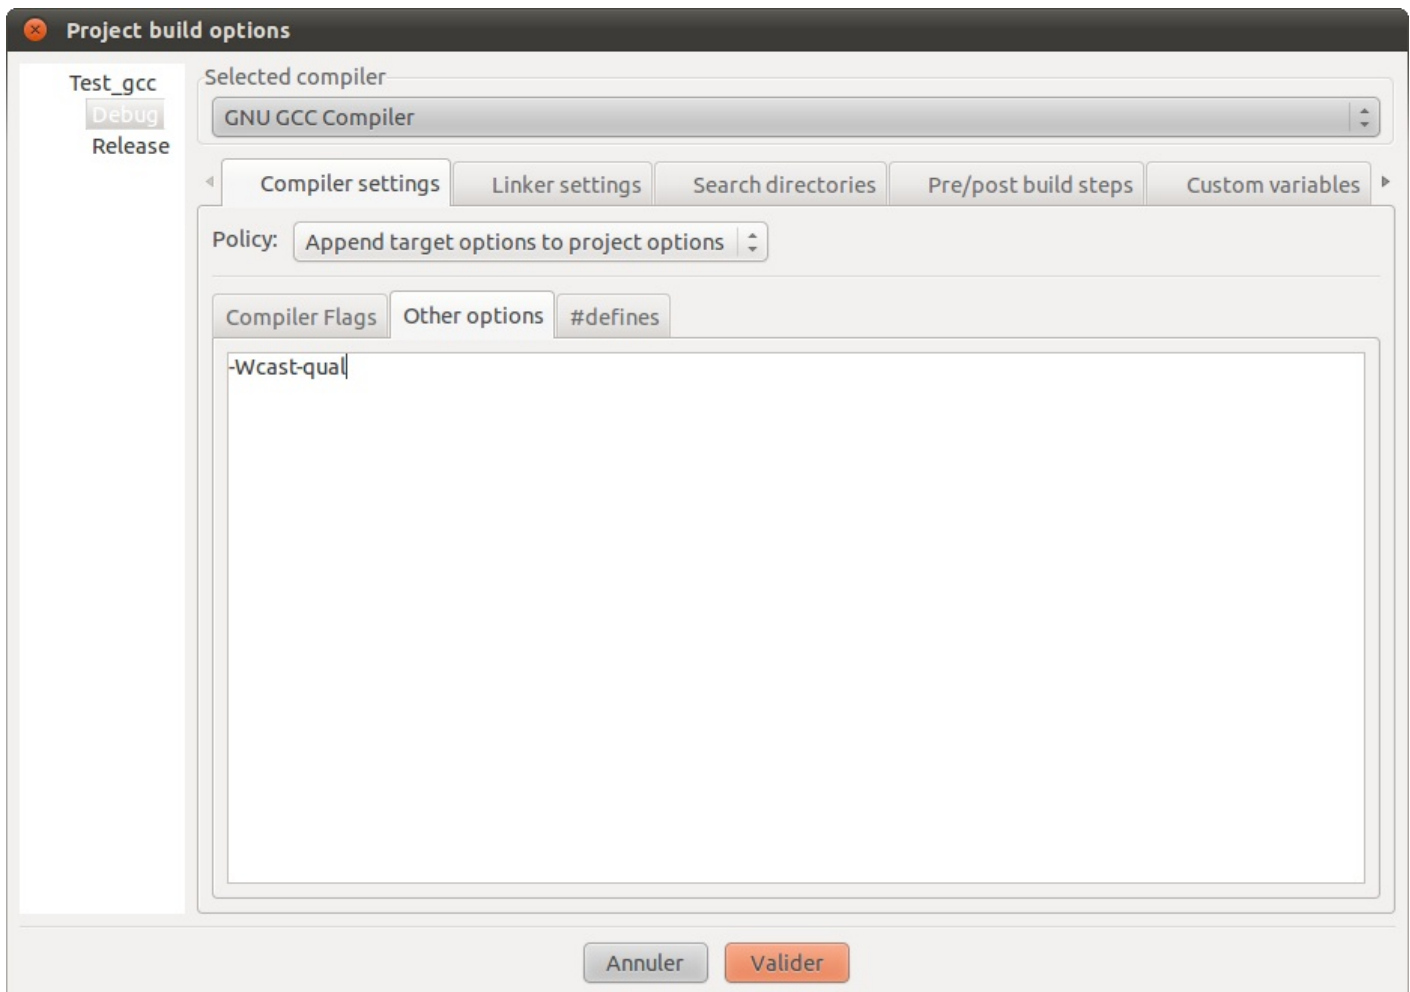 Project build options
Test_gcc
Debug
Release
Selected compiler
GNU GCC Compiler
Compiler settings
Linker settings
Search directories
Pre/post build steps
Custom variables
Policy:
Append target options to project options
Compiler Flags
Other options
#defines
-Wcast-qual
Annuler
Valider